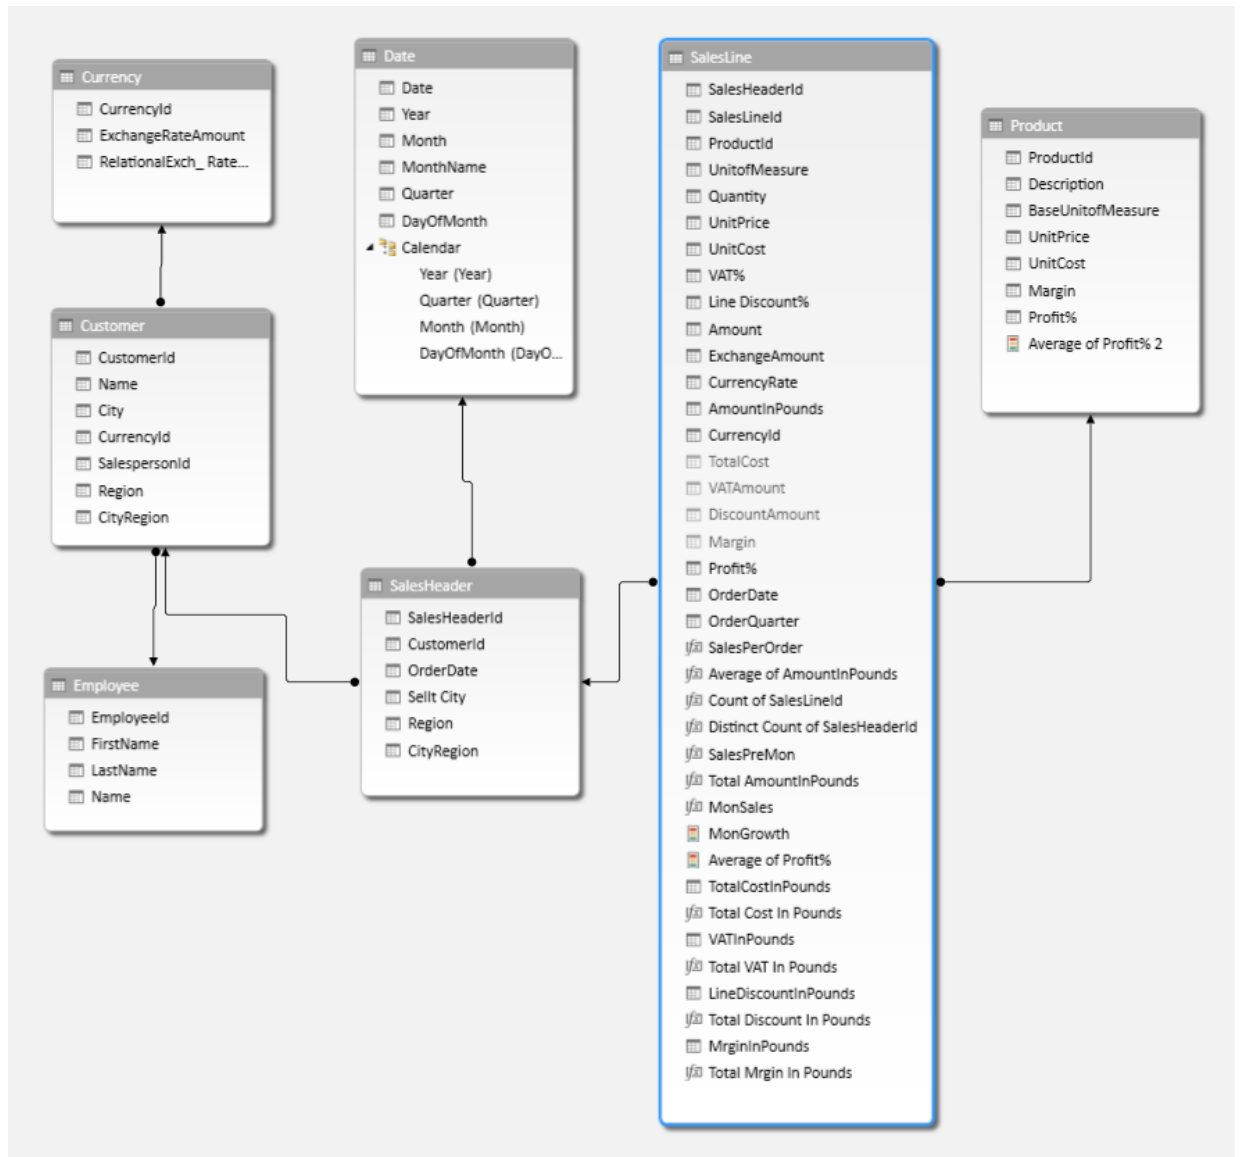 Currency
CurrencyId
ExchangeRateAmount
RelationalExch_ Rate...
Customer
CustomerId
Name
City
CurrencyId
SalespersonId
Region
CityRegion
Employee
EmployeeId
FirstName
LastName
Name
Date
Date
Year
Month
MonthName
Quarter
DayOfMonth
Calendar
Year (Year)
Quarter (Quarter)
Month (Month)
DayOfMonth (DayO...
SalesHeader
SalesHeaderId
CustomerId
OrderDate
Sellt City
Region
CityRegion
SalesLine
SalesHeaderId
SalesLineId
ProductId
UnitofMeasure
Quantity
UnitPrice
UnitCost
VAT%
Line Discount%
Amount
ExchangeAmount
CurrencyRate
AmountInPounds
CurrencyId
TotalCost
VATAmount
DiscountAmount
Margin
Profit%
OrderDate
OrderQuarter
SalesPerOrder
Average of AmountInPounds
Count of SalesLineId
Distinct Count of SalesHeaderId
SalesPreMon
Total AmountInPounds
MonSales
MonGrowth
Average of Profit%
TotalCostInPounds
Total Cost In Pounds
VATInPounds
Total VAT In Pounds
LineDiscountInPounds
Total Discount In Pounds
MrginInPounds
Total Mrgin In Pounds
Product
ProductId
Description
BaseUnitofMeasure
UnitPrice
UnitCost
Margin
Profit%
Average of Profit% 2